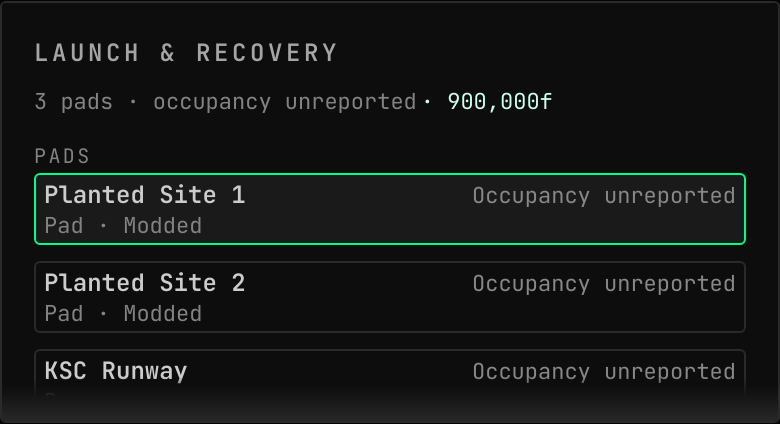 LAUNCH & RECOVERY
3 pads · occupancy unreported · 900,000f
PADS
Planted Site 1 Occupancy unreported
Pad · Modded
Planted Site 2 Occupancy unreported
Pad · Modded
KSC Runway Occupancy unreported